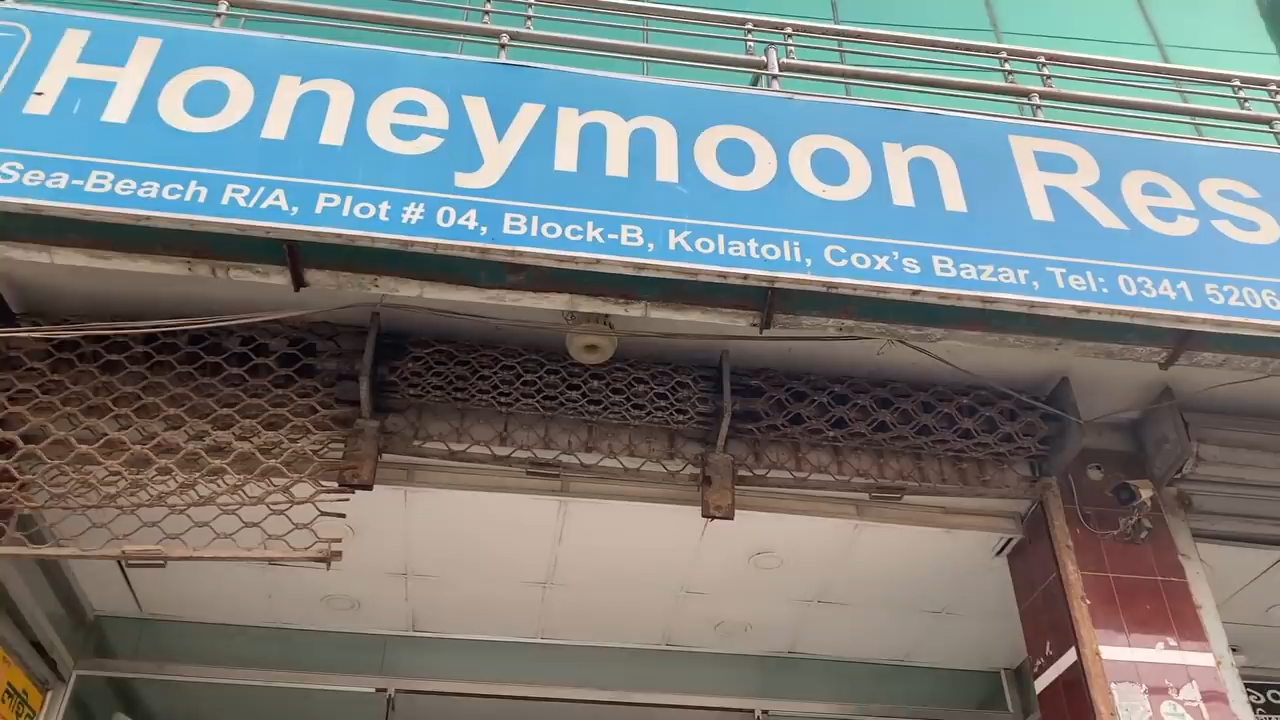 Honeymoon Res
Sea-Beach R/A, Plot # 04, Block-B, Kolatoli, Cox's Bazar, Tel: 0341 5206